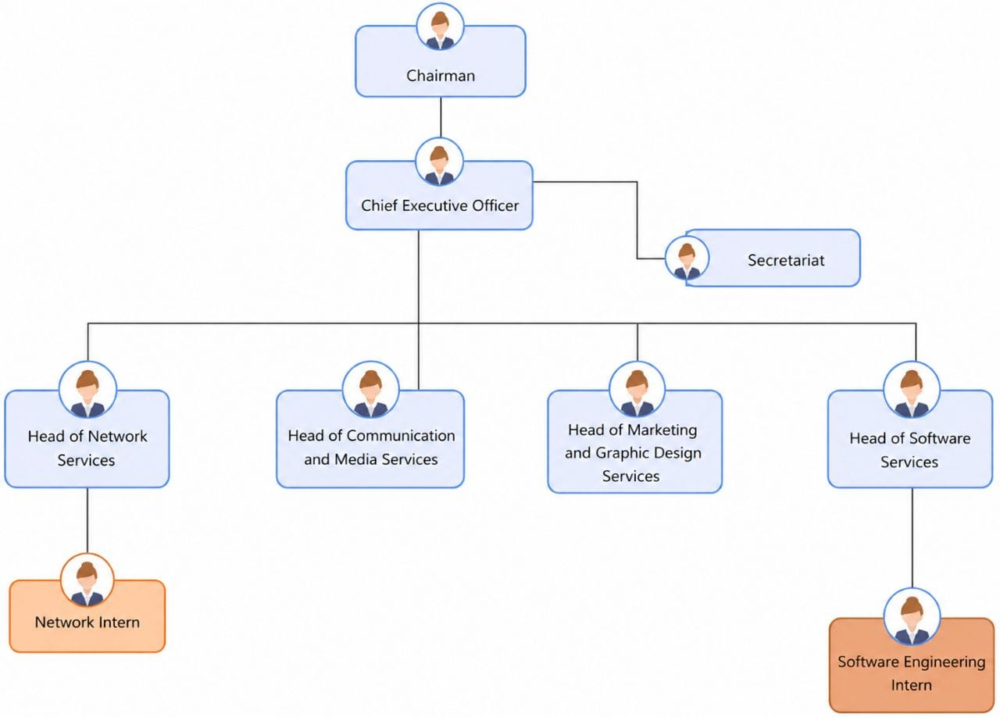 Chairman
Chief Executive Officer
Secretariat
Head of Network
Services
Head of Communication
and Media Services
Head of Marketing
and Graphic Design
Services
Head of Software
Services
Network Intern
Software Engineering
Intern